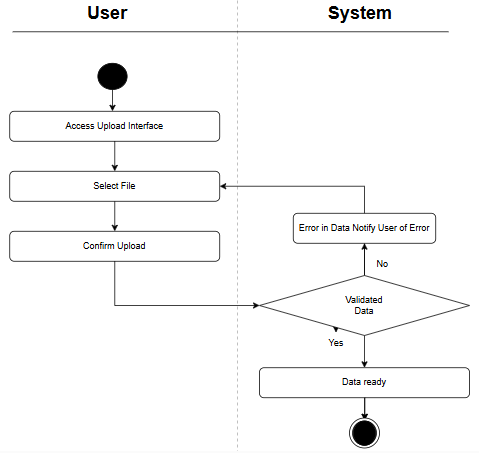 User
System
Access Upload Interface
Select File
Error in Data Notify User of Error
Confirm Upload
No
Validated
Data
Yes
Data ready